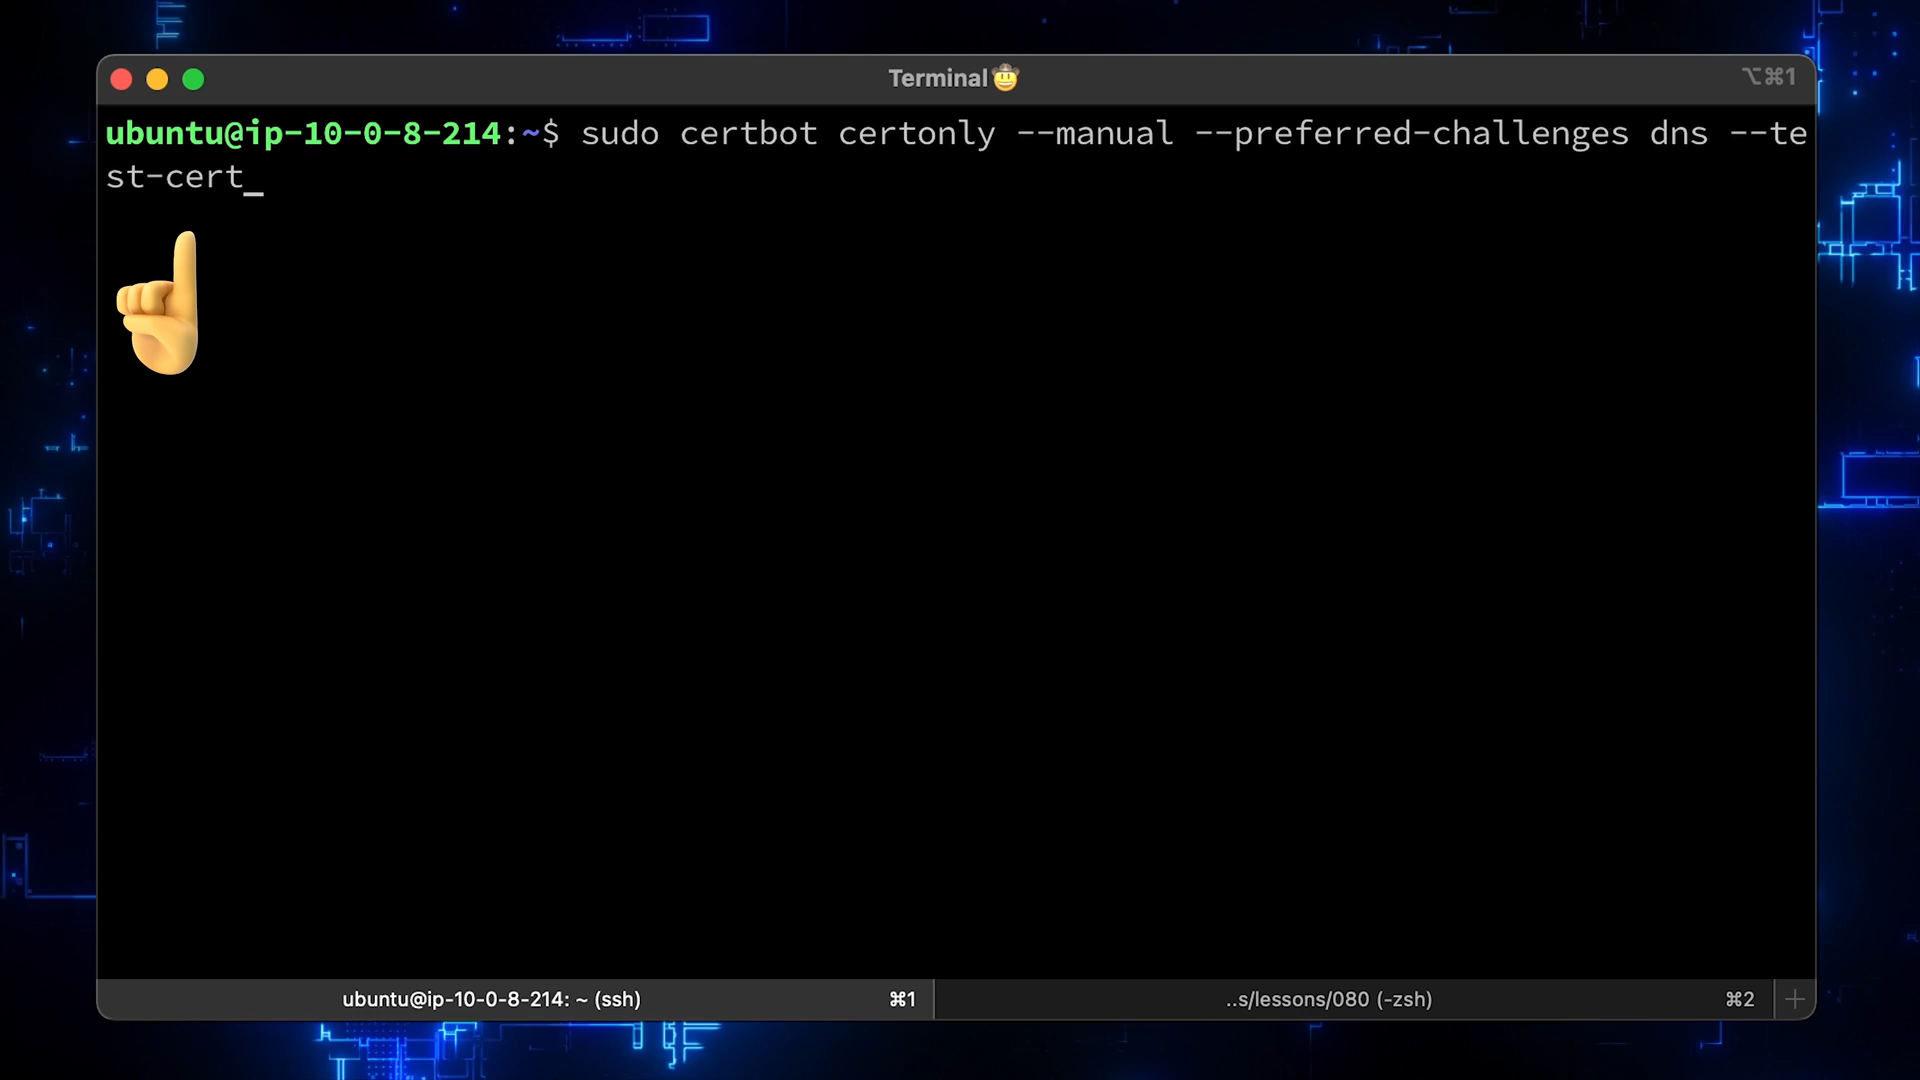 Terminal🤠
⌥⌘1
ubuntu@ip-10-0-8-214:~$ sudo certbot certonly --manual --preferred-challenges dns --te
st-cert_
ubuntu@ip-10-0-8-214: ~ (ssh)
⌘1
..s/lessons/080 (-zsh)
⌘2
+